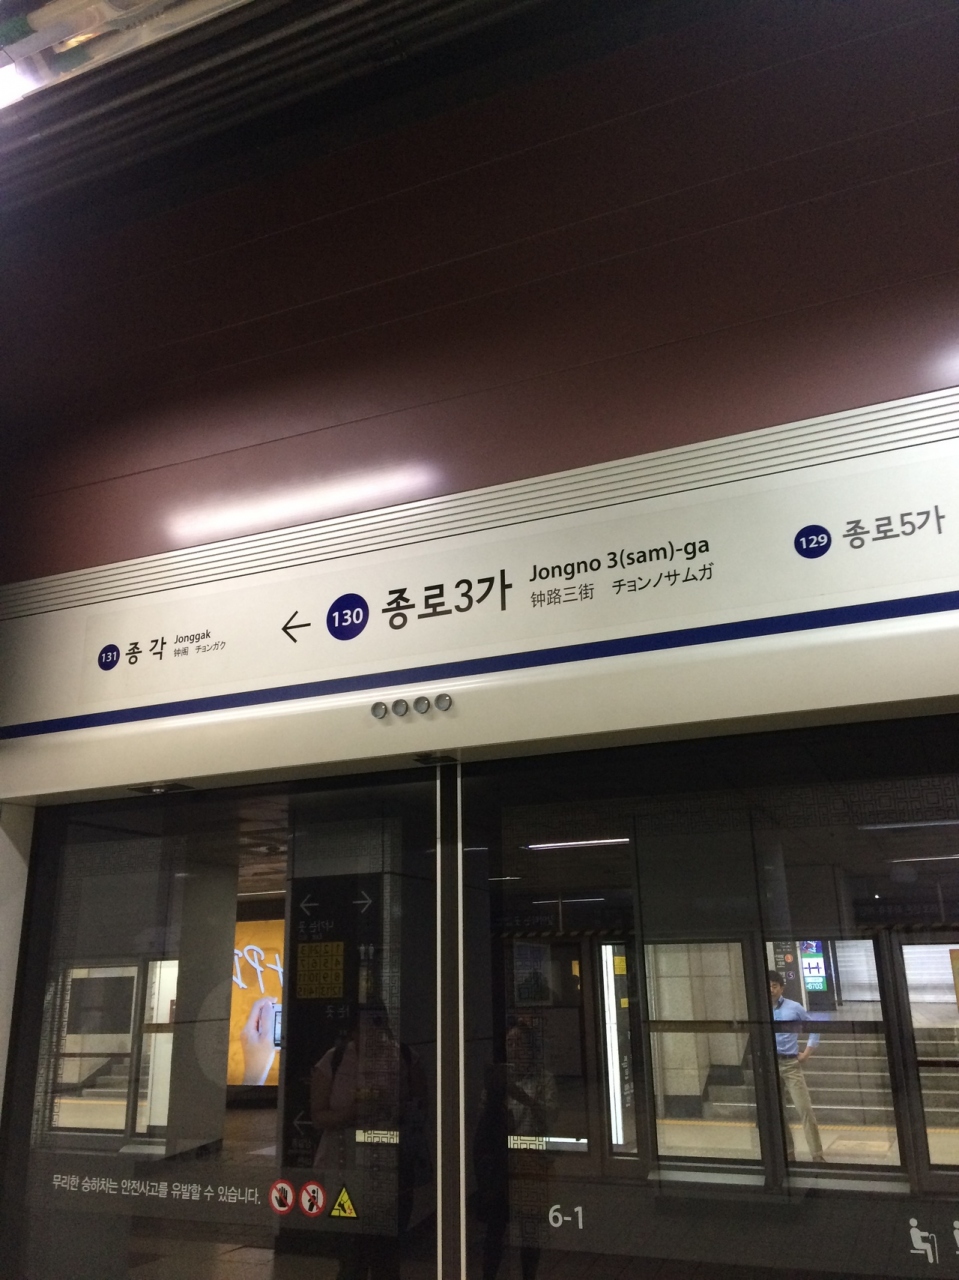 131 종 각 Jonggak
钟阁 チョンガク
← 130 종로3가 Jongno 3(sam)-ga
钟路三街 チョンノサムガ
129 종로5가
무리한 승하차는 안전사고를 유발할 수 있습니다.
6-1